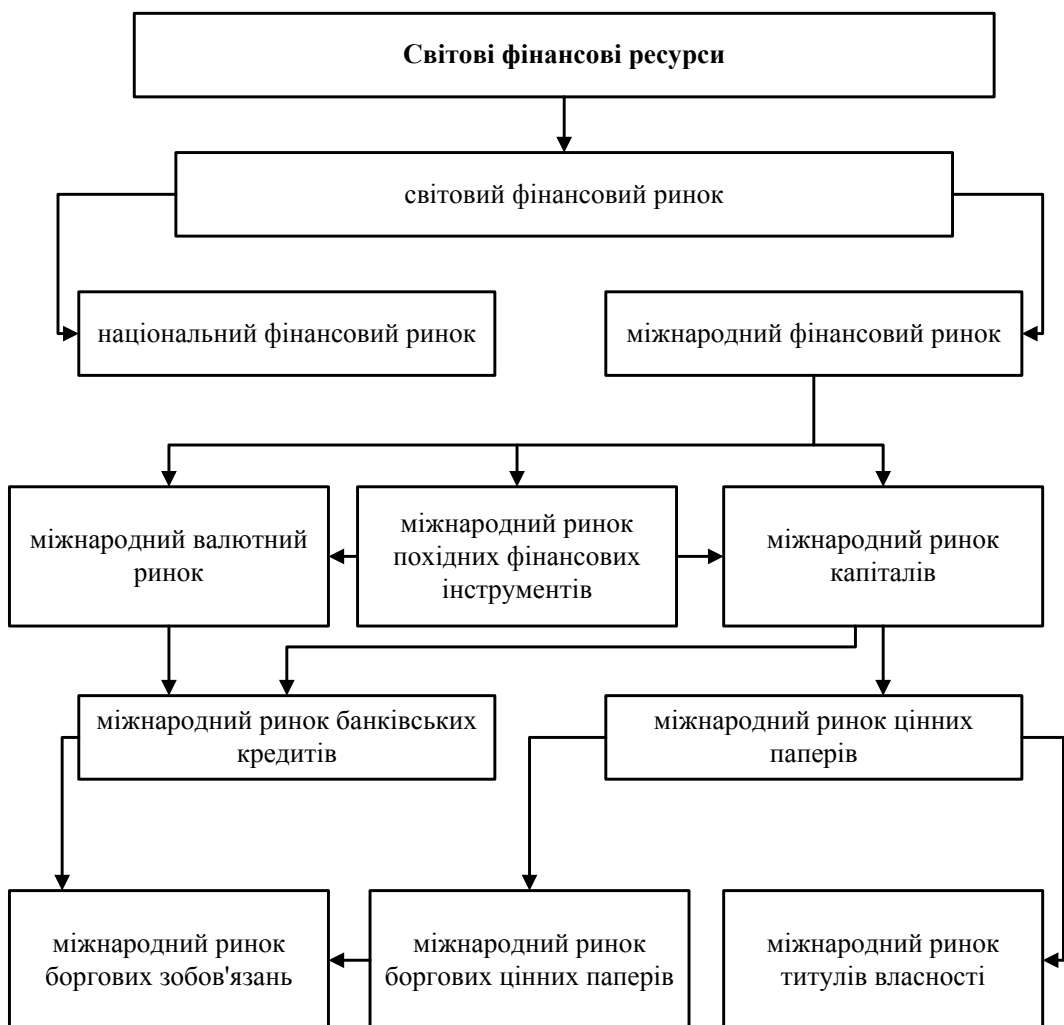 Світові фінансові ресурси
світовий фінансовий ринок
національний фінансовий ринок
міжнародний фінансовий ринок
міжнародний валютний
ринок
міжнародний ринок
похідних фінансових
інструментів
міжнародний ринок
капіталів
міжнародний ринок банківських
кредитів
міжнародний ринок цінних
паперів
міжнародний ринок
боргових зобов'язань
міжнародний ринок
боргових цінних паперів
міжнародний ринок
титулів власності